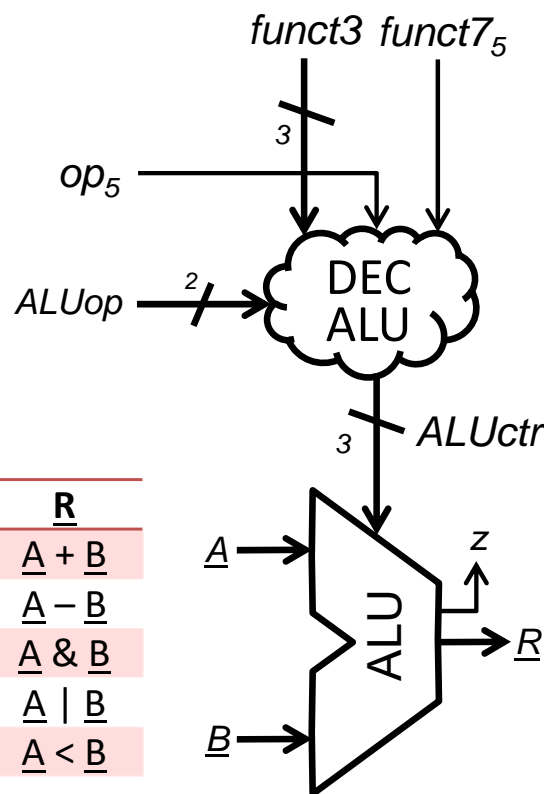 funct3 funct7₅
3
op₅
DEC
ALU
2
ALUop
3
ALUctr
R
A + B
A − B
A & B
A | B
A < B
A
z
ALU
R
B